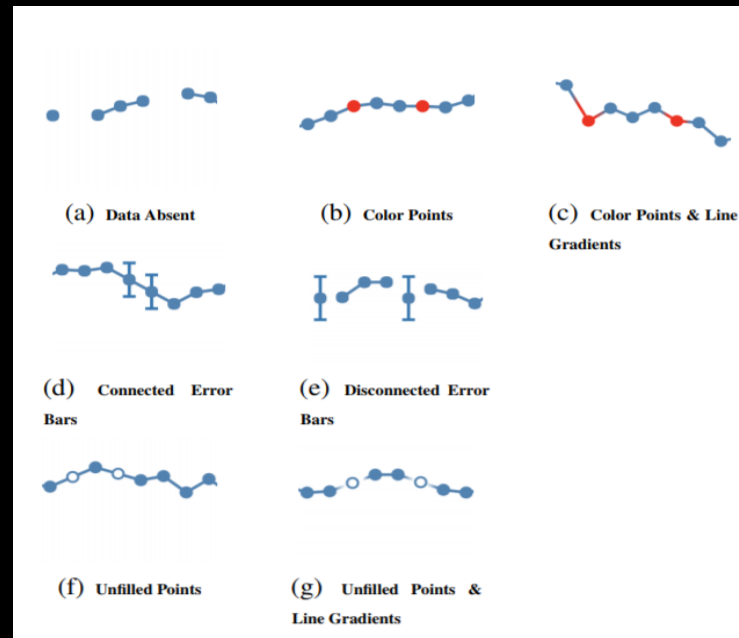 (a) Data Absent
(b) Color Points
(c) Color Points & Line
Gradients
(d) Connected Error
Bars
(e) Disconnected Error
Bars
(f) Unfilled Points
(g) Unfilled Points &
Line Gradients